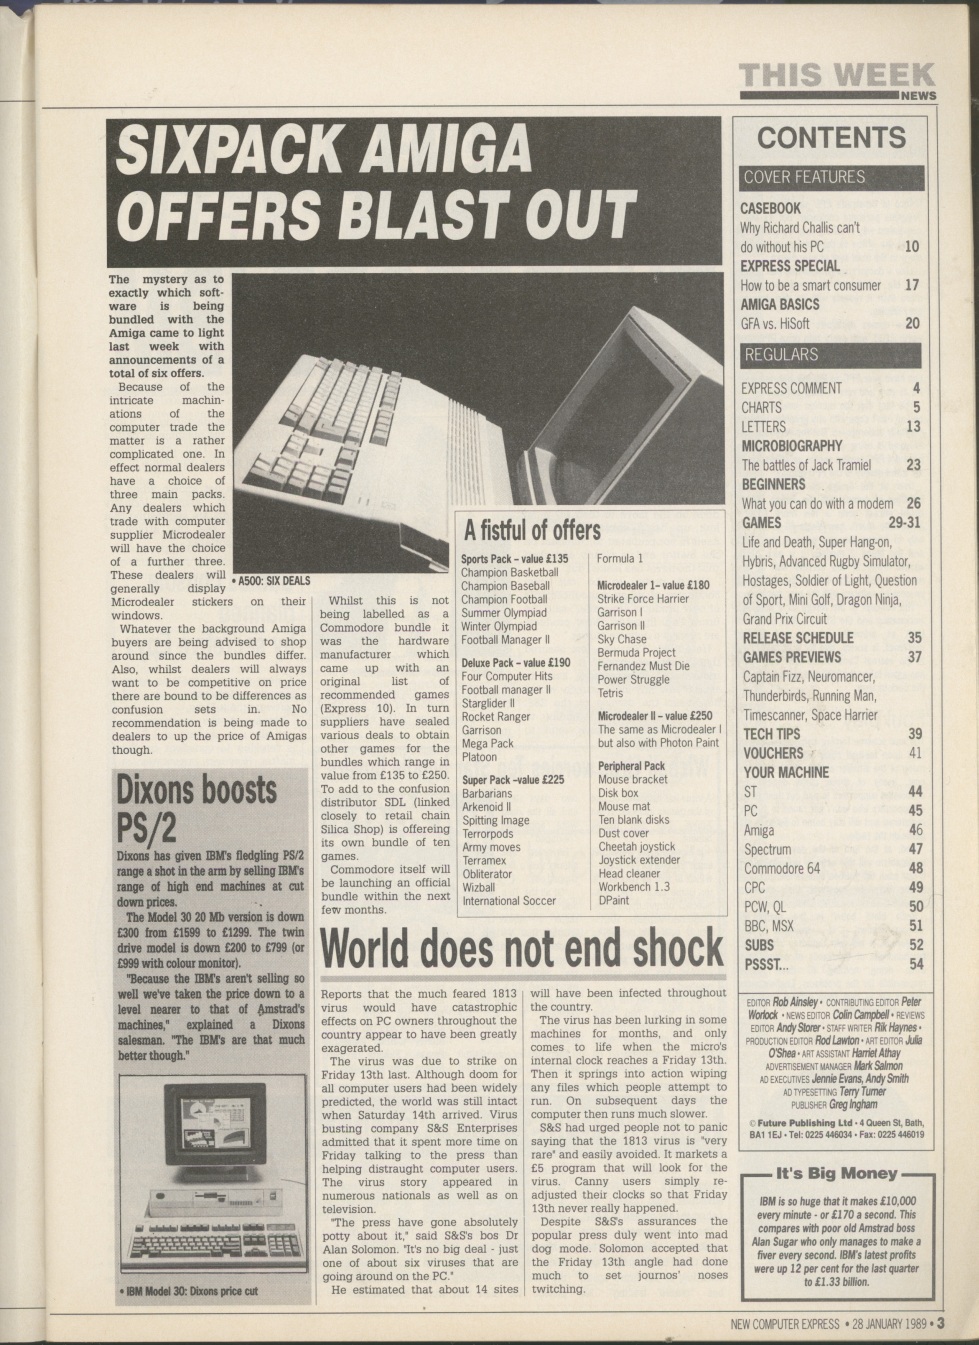 THIS WEEK
NEWS
SIXPACK AMIGA
OFFERS BLAST OUT
The mystery as to
exactly which soft-
ware is being
bundled with the
Amiga came to light
last week with
announcements of a
total of six offers.
Because of the
intricate machin-
ations of the
computer trade the
matter is a rather
complicated one. In
effect normal dealers
have a choice of
three main packs.
Any dealers which
trade with computer
supplier Microdealer
will have the choice
of a further three.
These dealers will
generally display
Microdealer stickers on their
windows.
Whatever the background Amiga
buyers are being advised to shop
around since the bundles differ.
Also, whilst dealers will always
want to be competitive on price
there are bound to be differences as
confusion sets in. No
recommendation is being made to
dealers to up the price of Amigas
though.
• A500: SIX DEALS
Whilst this is not
being labelled as a
Commodore bundle it
was the hardware
manufacturer which
came up with an
original list of
recommended games
(Express 10). In turn
suppliers have sealed
various deals to obtain
other games for the
bundles which range in
value from £135 to £250.
To add to the confusion
distributor SDL (linked
closely to retail chain
Silica Shop) is offereing
its own bundle of ten
games.
Commodore itself will
be launching an official
bundle within the next
few months.
A fistful of offers
Sports Pack – value £135
Champion Basketball
Champion Baseball
Champion Football
Summer Olympiad
Winter Olympiad
Football Manager II
Deluxe Pack – value £190
Four Computer Hits
Football manager II
Starglider II
Rocket Ranger
Garrison
Mega Pack
Platoon
Super Pack –value £225
Barbarians
Arkenoid II
Spitting Image
Terrorpods
Army moves
Terramex
Obliterator
Wizball
International Soccer
Formula 1
Microdealer 1– value £180
Strike Force Harrier
Garrison I
Garrison II
Sky Chase
Bermuda Project
Fernandez Must Die
Power Struggle
Tetris
Microdealer II – value £250
The same as Microdealer I
but also with Photon Paint
Peripheral Pack
Mouse bracket
Disk box
Mouse mat
Ten blank disks
Dust cover
Cheetah joystick
Joystick extender
Head cleaner
Workbench 1.3
DPaint
Dixons boosts
PS/2
Dixons has given IBM's fledgling PS/2
range a shot in the arm by selling IBM's
range of high end machines at cut
down prices.
The Model 30 20 Mb version is down
£300 from £1599 to £1299. The twin
drive model is down £200 to £799 (or
£999 with colour monitor).
"Because the IBM's aren't selling so
well we've taken the price down to a
level nearer to that of Amstrad's
machines," explained a Dixons
salesman. "The IBM's are that much
better though."
• IBM Model 30: Dixons price cut
World does not end shock
Reports that the much feared 1813
virus would have catastrophic
effects on PC owners throughout the
country appear to have been greatly
exagerated.
The virus was due to strike on
Friday 13th last. Although doom for
all computer users had been widely
predicted, the world was still intact
when Saturday 14th arrived. Virus
busting company S&S Enterprises
admitted that it spent more time on
Friday talking to the press than
helping distraught computer users.
The virus story appeared in
numerous nationals as well as on
television.
"The press have gone absolutely
potty about it," said S&S's bos Dr
Alan Solomon. "It's no big deal - just
one of about six viruses that are
going around on the PC."
He estimated that about 14 sites
will have been infected throughout
the country.
The virus has been lurking in some
machines for months, and only
comes to life when the micro's
internal clock reaches a Friday 13th.
Then it springs into action wiping
any files which people attempt to
run. On subsequent days the
computer then runs much slower.
S&S had urged people not to panic
saying that the 1813 virus is "very
rare" and easily avoided. It markets a
£5 program that will look for the
virus. Canny users simply re-
adjusted their clocks so that Friday
13th never really happened.
Despite S&S's assurances the
popular press duly went into mad
dog mode. Solomon accepted that
the Friday 13th angle had done
much to set journos' noses
twitching.
CONTENTS
COVER FEATURES
CASEBOOK
Why Richard Challis can't
do without his PC 10
EXPRESS SPECIAL
How to be a smart consumer 17
AMIGA BASICS
GFA vs. HiSoft 20
REGULARS
EXPRESS COMMENT 4
CHARTS 5
LETTERS 13
MICROBIOGRAPHY
The battles of Jack Tramiel 23
BEGINNERS
What you can do with a modem 26
GAMES 29-31
Life and Death, Super Hang-on,
Hybris, Advanced Rugby Simulator,
Hostages, Soldier of Light, Question
of Sport, Mini Golf, Dragon Ninja,
Grand Prix Circuit
RELEASE SCHEDULE 35
GAMES PREVIEWS 37
Captain Fizz, Neuromancer,
Thunderbirds, Running Man,
Timescanner, Space Harrier
TECH TIPS 39
VOUCHERS 41
YOUR MACHINE
ST 44
PC 45
Amiga 46
Spectrum 47
Commodore 64 48
CPC 49
PCW, QL 50
BBC, MSX 51
SUBS 52
PSSST... 54
EDITOR Rob Ainsley • CONTRIBUTING EDITOR Peter
Worlock • NEWS EDITOR Colin Campbell • REVIEWS
EDITOR Andy Storer • STAFF WRITER Rik Haynes •
PRODUCTION EDITOR Rod Lawton • ART EDITOR Julia
O'Shea • ART ASSISTANT Harriet Athay
ADVERTISEMENT MANAGER Mark Salmon
AD EXECUTIVES Jennie Evans, Andy Smith
AD TYPESETTING Terry Turner
PUBLISHER Greg Ingham
© Future Publishing Ltd • 4 Queen St, Bath,
BA1 1EJ • Tel: 0225 446034 • Fax: 0225 446019
It's Big Money
IBM is so huge that it makes £10,000
every minute - or £170 a second. This
compares with poor old Amstrad boss
Alan Sugar who only manages to make a
fiver every second. IBM's latest profits
were up 12 per cent for the last quarter
to £1.33 billion.
NEW COMPUTER EXPRESS • 28 JANUARY 1989 • 3